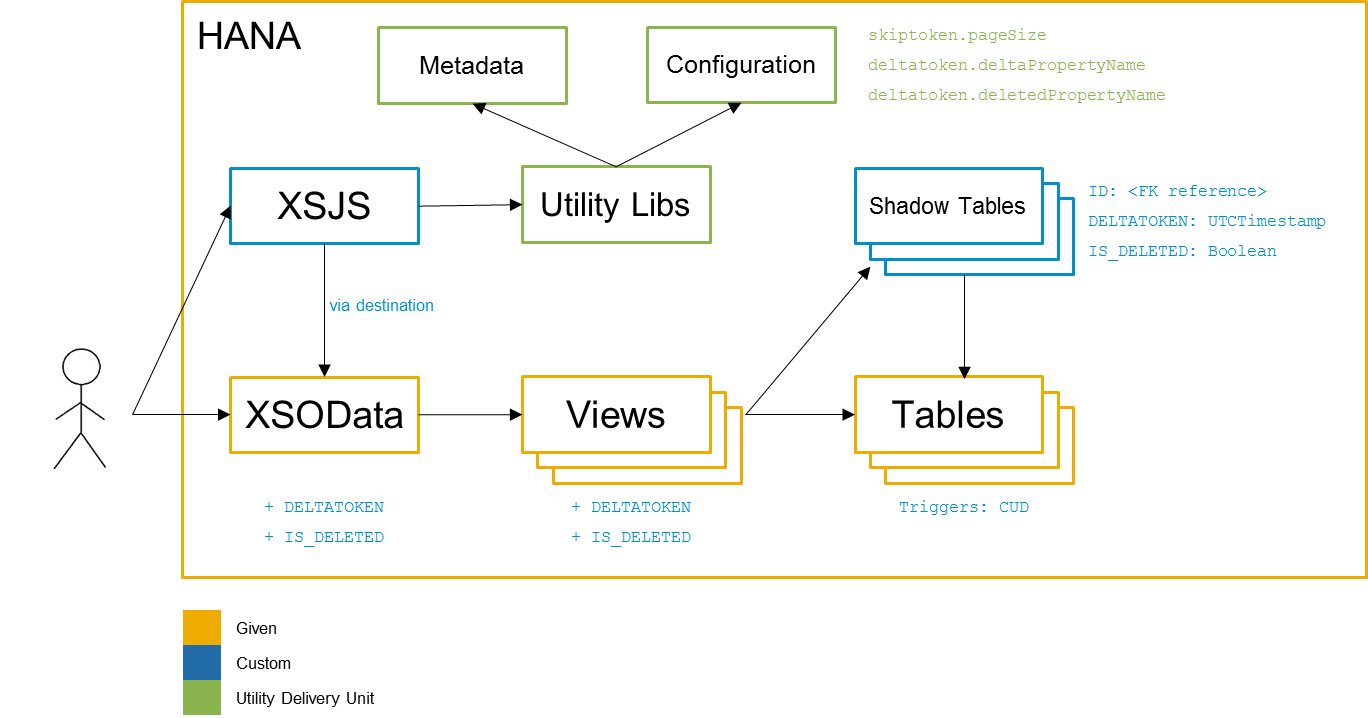 HANA
Metadata
Configuration
skiptoken.pageSize
deltatoken.deltaPropertyName
deltatoken.deletedPropertyName
XSJS
Utility Libs
Shadow Tables
ID: <FK reference>
DELTATOKEN: UTCTimestamp
IS_DELETED: Boolean
via destination
XSOData
Views
Tables
+ DELTATOKEN
+ IS_DELETED
+ DELTATOKEN
+ IS_DELETED
Triggers: CUD
Given
Custom
Utility Delivery Unit